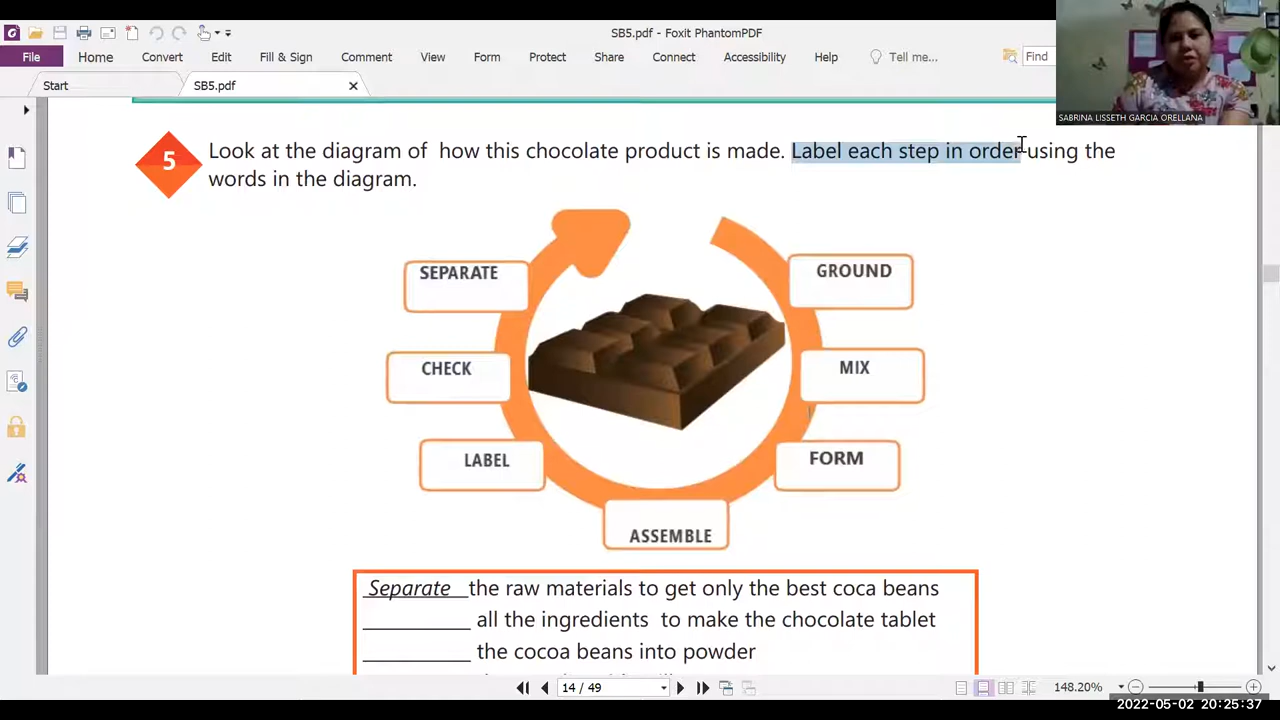 SB5.pdf - Foxit PhantomPDF
File Home Convert Edit Fill & Sign Comment View Form Protect Share Connect Accessibility Help Tell me... Find
Start SB5.pdf
SABRINA LISSETH GARCIA ORELLANA
5 Look at the diagram of how this chocolate product is made. Label each step in order using the
words in the diagram.
SEPARATE
GROUND
CHECK
MIX
LABEL
FORM
ASSEMBLE
Separate the raw materials to get only the best coca beans
__________ all the ingredients to make the chocolate tablet
__________ the cocoa beans into powder
14 / 49
148.20%
2022-05-02 20:25:37